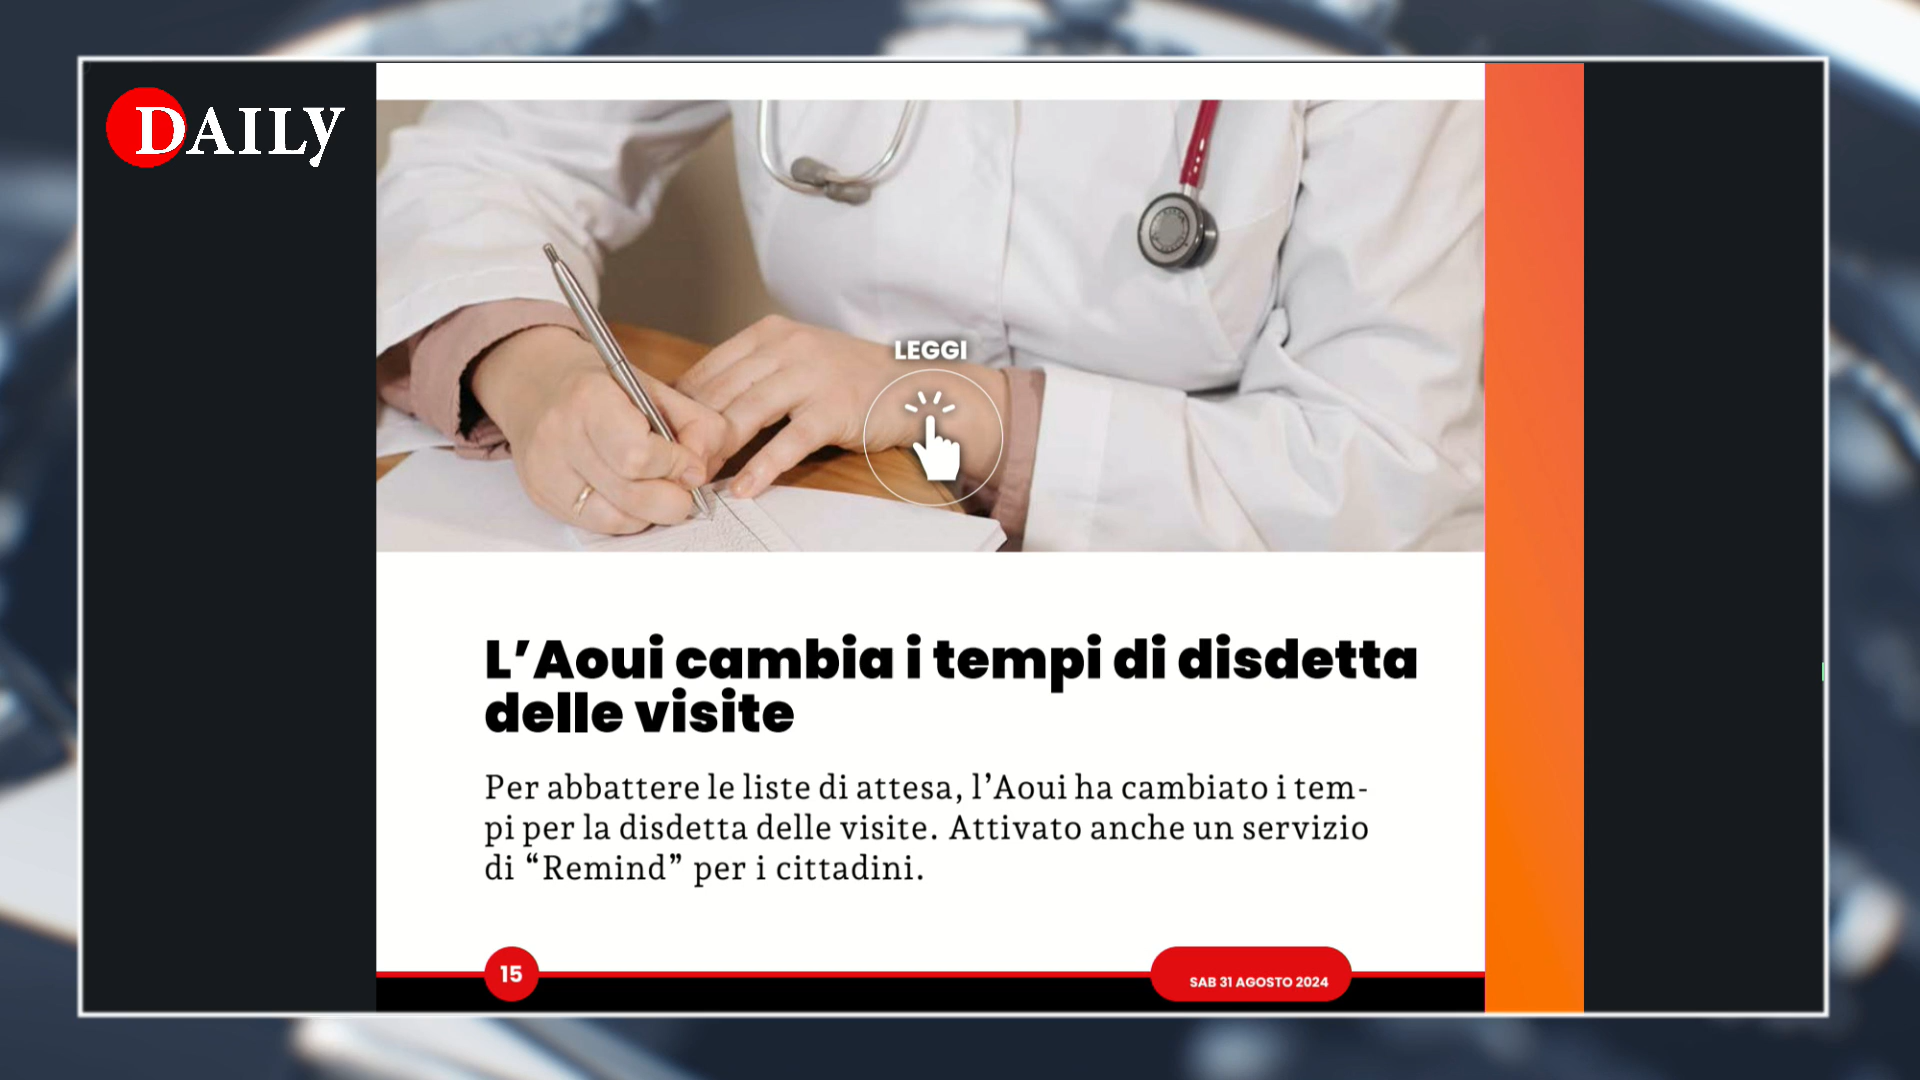 DAILY
LEGGI
L’Aoui cambia i tempi di disdetta
delle visite
Per abbattere le liste di attesa, l’Aoui ha cambiato i tem-
pi per la disdetta delle visite. Attivato anche un servizio
di “Remind” per i cittadini.
15
SAB 31 AGOSTO 2024